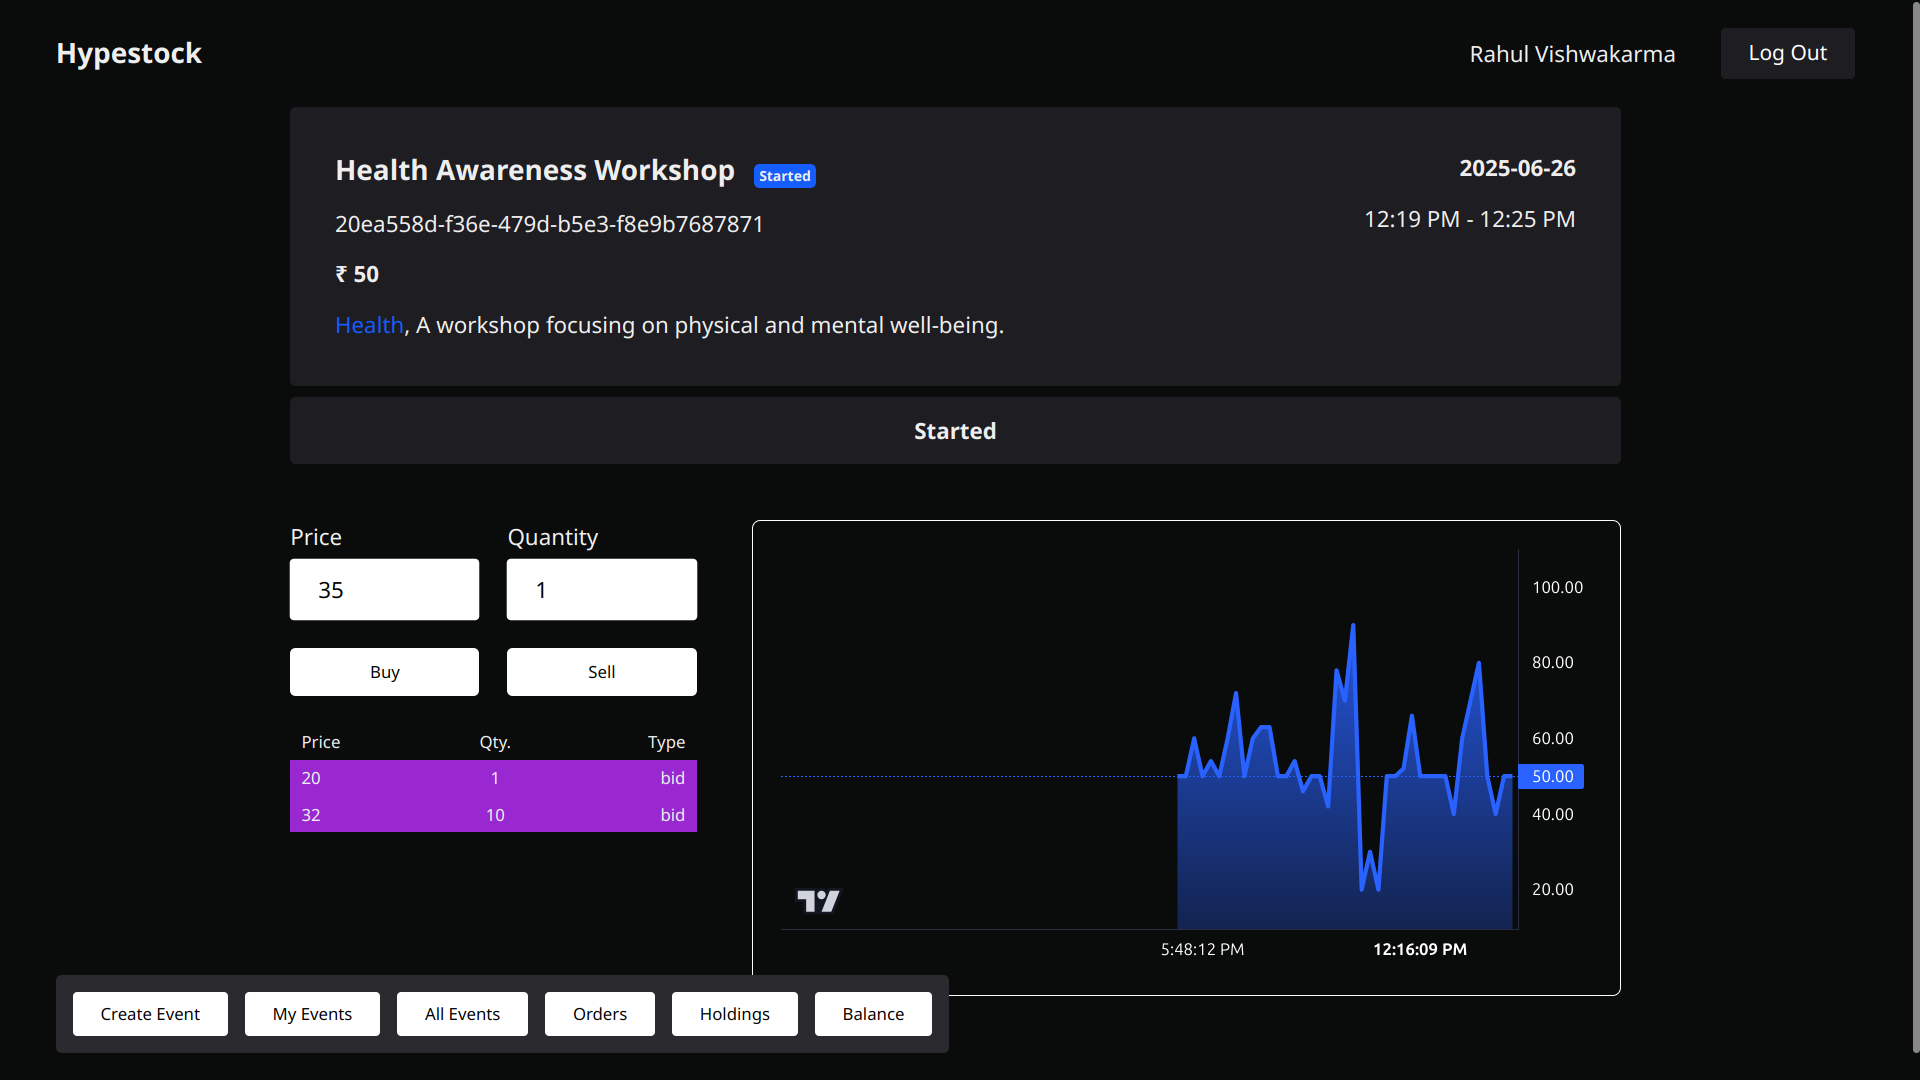 Hypestock
Rahul Vishwakarma
Log Out
Health Awareness Workshop Started
2025-06-26
20ea558d-f36e-479d-b5e3-f8e9b7687871
12:19 PM - 12:25 PM
₹ 50
Health, A workshop focusing on physical and mental well-being.
Started
Price Quantity
35 1
Buy Sell
Price Qty. Type
20 1 bid
32 10 bid
100.00
80.00
60.00
50.00
40.00
20.00
5:48:12 PM 12:16:09 PM
Create Event My Events All Events Orders Holdings Balance